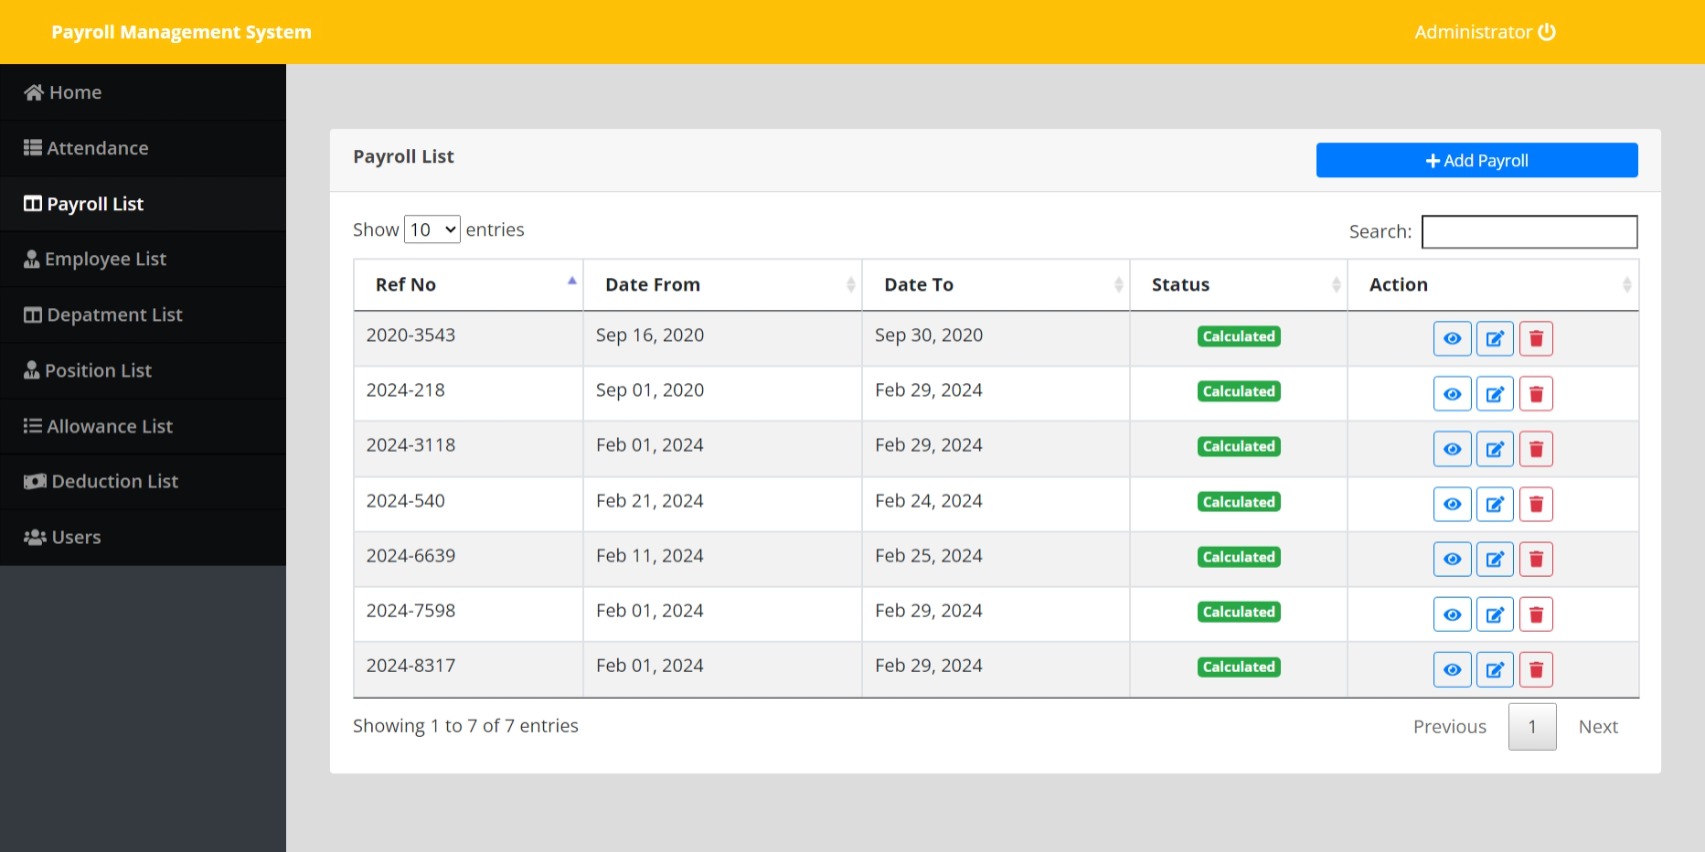 Payroll Management System
Administrator
Home
Attendance
Payroll List
Employee List
Depatment List
Position List
Allowance List
Deduction List
Users
Payroll List
Add Payroll
Show 10 entries
Search:
Ref No Date From Date To Status Action
2020-3543 Sep 16, 2020 Sep 30, 2020 Calculated
2024-218 Sep 01, 2020 Feb 29, 2024 Calculated
2024-3118 Feb 01, 2024 Feb 29, 2024 Calculated
2024-540 Feb 21, 2024 Feb 24, 2024 Calculated
2024-6639 Feb 11, 2024 Feb 25, 2024 Calculated
2024-7598 Feb 01, 2024 Feb 29, 2024 Calculated
2024-8317 Feb 01, 2024 Feb 29, 2024 Calculated
Showing 1 to 7 of 7 entries
Previous 1 Next